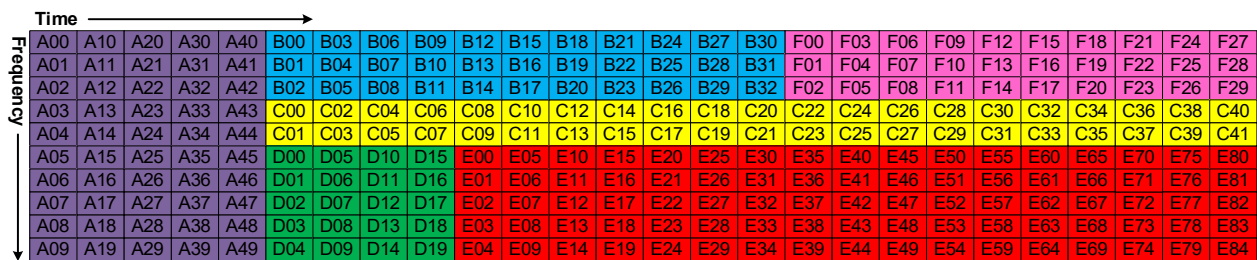 Time
Frequency
A00 A10 A20 A30 A40 B00 B03 B06 B09 B12 B15 B18 B21 B24 B27 B30 F00 F03 F06 F09 F12 F15 F18 F21 F24 F27
A01 A11 A21 A31 A41 B01 B04 B07 B10 B13 B16 B19 B22 B25 B28 B31 F01 F04 F07 F10 F13 F16 F19 F22 F25 F28
A02 A12 A22 A32 A42 B02 B05 B08 B11 B14 B17 B20 B23 B26 B29 B32 F02 F05 F08 F11 F14 F17 F20 F23 F26 F29
A03 A13 A23 A33 A43 C00 C02 C04 C06 C08 C10 C12 C14 C16 C18 C20 C22 C24 C26 C28 C30 C32 C34 C36 C38 C40
A04 A14 A24 A34 A44 C01 C03 C05 C07 C09 C11 C13 C15 C17 C19 C21 C23 C25 C27 C29 C31 C33 C35 C37 C39 C41
A05 A15 A25 A35 A45 D00 D05 D10 D15 E00 E05 E10 E15 E20 E25 E30 E35 E40 E45 E50 E55 E60 E65 E70 E75 E80
A06 A16 A26 A36 A46 D01 D06 D11 D16 E01 E06 E11 E16 E21 E26 E31 E36 E41 E46 E51 E56 E61 E66 E71 E76 E81
A07 A17 A27 A37 A47 D02 D07 D12 D17 E02 E07 E12 E17 E22 E27 E32 E37 E42 E47 E52 E57 E62 E67 E72 E77 E82
A08 A18 A28 A38 A48 D03 D08 D13 D18 E03 E08 E13 E18 E23 E28 E33 E38 E43 E48 E53 E58 E63 E68 E73 E78 E83
A09 A19 A29 A39 A49 D04 D09 D14 D19 E04 E09 E14 E19 E24 E29 E34 E39 E44 E49 E54 E59 E64 E69 E74 E79 E84